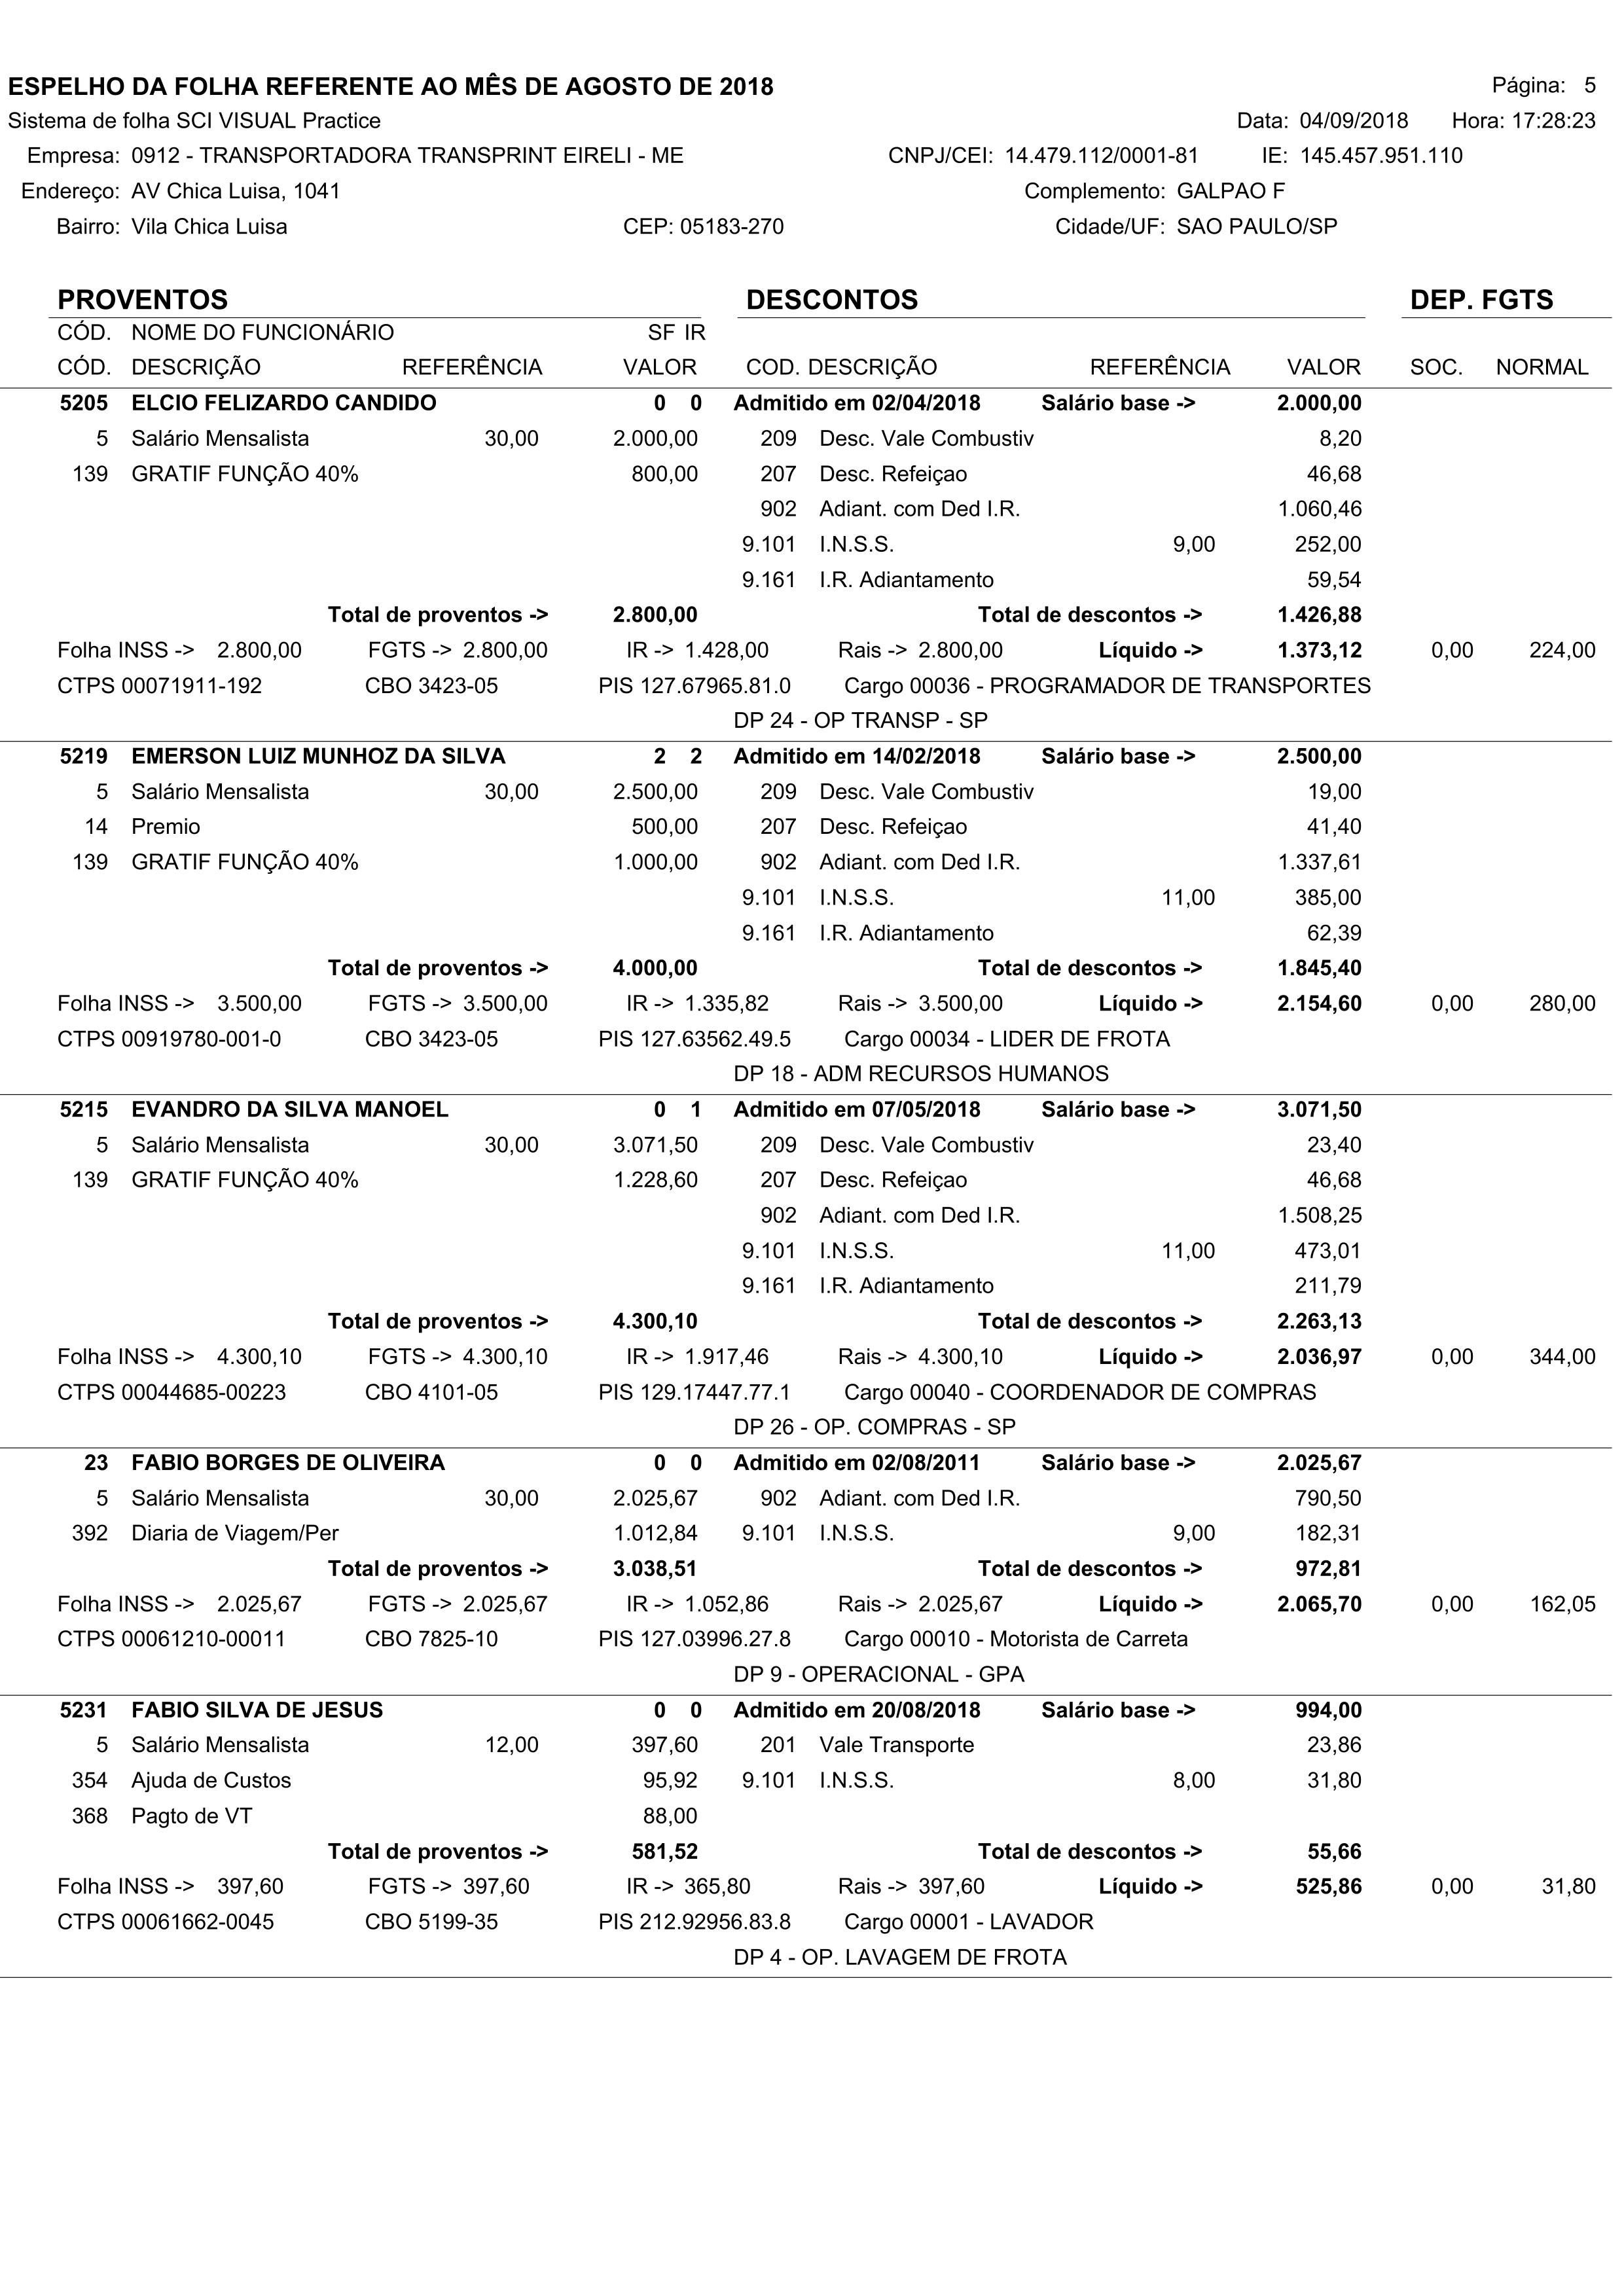 ESPELHO DA FOLHA REFERENTE AO MÊS DE AGOSTO DE 2018 Página: 5
Sistema de folha SCI VISUAL Practice Data: 04/09/2018 Hora: 17:28:23
Empresa: 0912 - TRANSPORTADORA TRANSPRINT EIRELI - ME CNPJ/CEI: 14.479.112/0001-81 IE: 145.457.951.110
Endereço: AV Chica Luisa, 1041 Complemento: GALPAO F
Bairro: Vila Chica Luisa CEP: 05183-270 Cidade/UF: SAO PAULO/SP
PROVENTOS DESCONTOS DEP. FGTS
CÓD. NOME DO FUNCIONÁRIO SF IR
CÓD. DESCRIÇÃO REFERÊNCIA VALOR COD. DESCRIÇÃO REFERÊNCIA VALOR SOC. NORMAL
5205 ELCIO FELIZARDO CANDIDO 0 0 Admitido em 02/04/2018 Salário base -> 2.000,00
5 Salário Mensalista 30,00 2.000,00 209 Desc. Vale Combustiv 8,20
139 GRATIF FUNÇÃO 40% 800,00 207 Desc. Refeiçao 46,68
902 Adiant. com Ded I.R. 1.060,46
9.101 I.N.S.S. 9,00 252,00
9.161 I.R. Adiantamento 59,54
Total de proventos -> 2.800,00 Total de descontos -> 1.426,88
Folha INSS -> 2.800,00 FGTS -> 2.800,00 IR -> 1.428,00 Rais -> 2.800,00 Líquido -> 1.373,12 0,00 224,00
CTPS 00071911-192 CBO 3423-05 PIS 127.67965.81.0 Cargo 00036 - PROGRAMADOR DE TRANSPORTES
DP 24 - OP TRANSP - SP
5219 EMERSON LUIZ MUNHOZ DA SILVA 2 2 Admitido em 14/02/2018 Salário base -> 2.500,00
5 Salário Mensalista 30,00 2.500,00 209 Desc. Vale Combustiv 19,00
14 Premio 500,00 207 Desc. Refeiçao 41,40
139 GRATIF FUNÇÃO 40% 1.000,00 902 Adiant. com Ded I.R. 1.337,61
9.101 I.N.S.S. 11,00 385,00
9.161 I.R. Adiantamento 62,39
Total de proventos -> 4.000,00 Total de descontos -> 1.845,40
Folha INSS -> 3.500,00 FGTS -> 3.500,00 IR -> 1.335,82 Rais -> 3.500,00 Líquido -> 2.154,60 0,00 280,00
CTPS 00919780-001-0 CBO 3423-05 PIS 127.63562.49.5 Cargo 00034 - LIDER DE FROTA
DP 18 - ADM RECURSOS HUMANOS
5215 EVANDRO DA SILVA MANOEL 0 1 Admitido em 07/05/2018 Salário base -> 3.071,50
5 Salário Mensalista 30,00 3.071,50 209 Desc. Vale Combustiv 23,40
139 GRATIF FUNÇÃO 40% 1.228,60 207 Desc. Refeiçao 46,68
902 Adiant. com Ded I.R. 1.508,25
9.101 I.N.S.S. 11,00 473,01
9.161 I.R. Adiantamento 211,79
Total de proventos -> 4.300,10 Total de descontos -> 2.263,13
Folha INSS -> 4.300,10 FGTS -> 4.300,10 IR -> 1.917,46 Rais -> 4.300,10 Líquido -> 2.036,97 0,00 344,00
CTPS 00044685-00223 CBO 4101-05 PIS 129.17447.77.1 Cargo 00040 - COORDENADOR DE COMPRAS
DP 26 - OP. COMPRAS - SP
23 FABIO BORGES DE OLIVEIRA 0 0 Admitido em 02/08/2011 Salário base -> 2.025,67
5 Salário Mensalista 30,00 2.025,67 902 Adiant. com Ded I.R. 790,50
392 Diaria de Viagem/Per 1.012,84 9.101 I.N.S.S. 9,00 182,31
Total de proventos -> 3.038,51 Total de descontos -> 972,81
Folha INSS -> 2.025,67 FGTS -> 2.025,67 IR -> 1.052,86 Rais -> 2.025,67 Líquido -> 2.065,70 0,00 162,05
CTPS 00061210-00011 CBO 7825-10 PIS 127.03996.27.8 Cargo 00010 - Motorista de Carreta
DP 9 - OPERACIONAL - GPA
5231 FABIO SILVA DE JESUS 0 0 Admitido em 20/08/2018 Salário base -> 994,00
5 Salário Mensalista 12,00 397,60 201 Vale Transporte 23,86
354 Ajuda de Custos 95,92 9.101 I.N.S.S. 8,00 31,80
368 Pagto de VT 88,00
Total de proventos -> 581,52 Total de descontos -> 55,66
Folha INSS -> 397,60 FGTS -> 397,60 IR -> 365,80 Rais -> 397,60 Líquido -> 525,86 0,00 31,80
CTPS 00061662-0045 CBO 5199-35 PIS 212.92956.83.8 Cargo 00001 - LAVADOR
DP 4 - OP. LAVAGEM DE FROTA